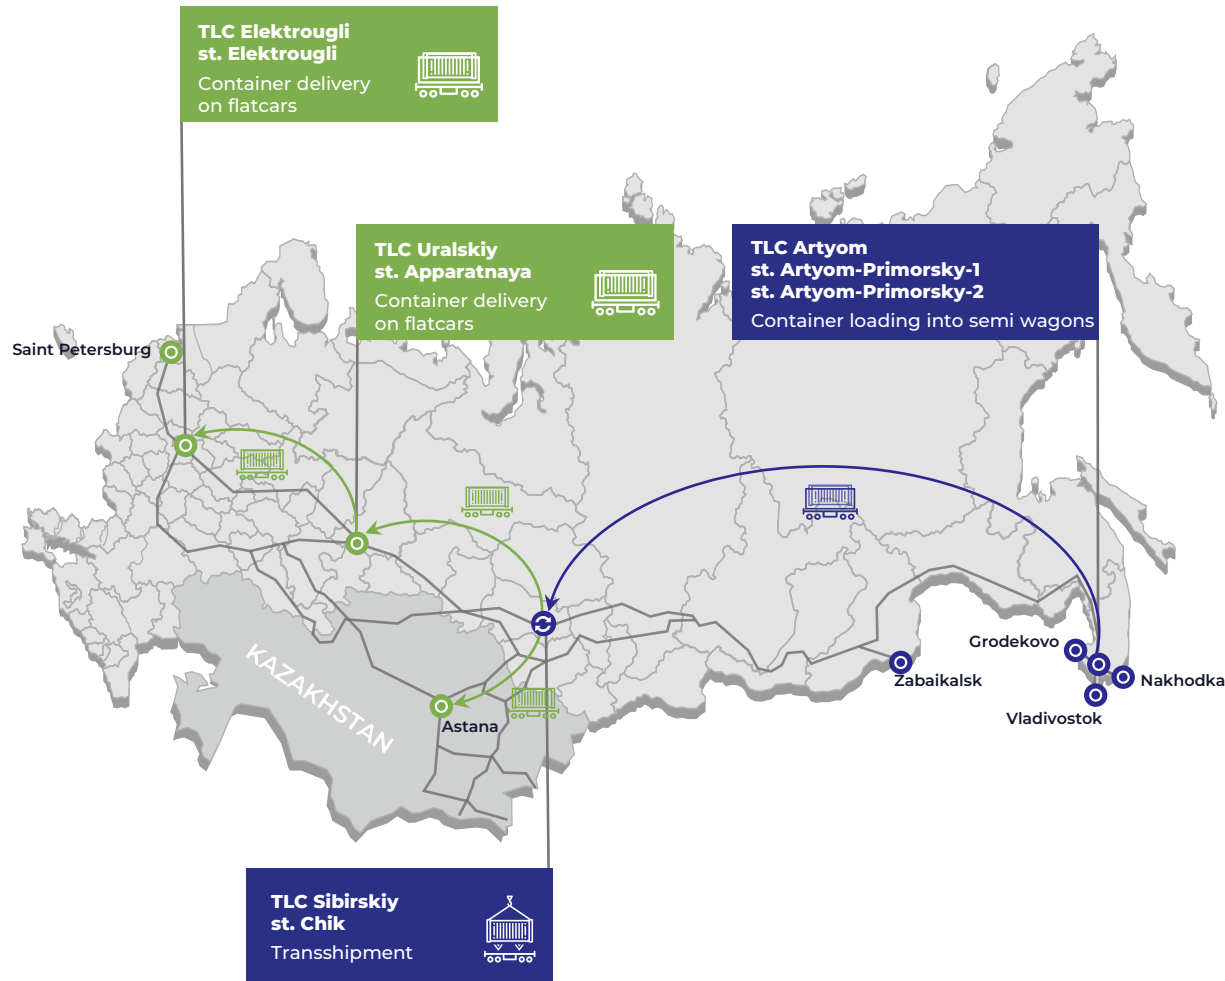 TLC Elektrougli
st. Elektrougli
Container delivery
on flatcars
TLC Uralskiy
st. Apparatnaya
Container delivery
on flatcars
TLC Artyom
st. Artyom-Primorsky-1
st. Artyom-Primorsky-2
Container loading into semi wagons
Saint Petersburg
Grodekovo
Zabaikalsk
Nakhodka
Vladivostok
KAZAKHSTAN
Astana
TLC Sibirskiy
st. Chik
Transshipment